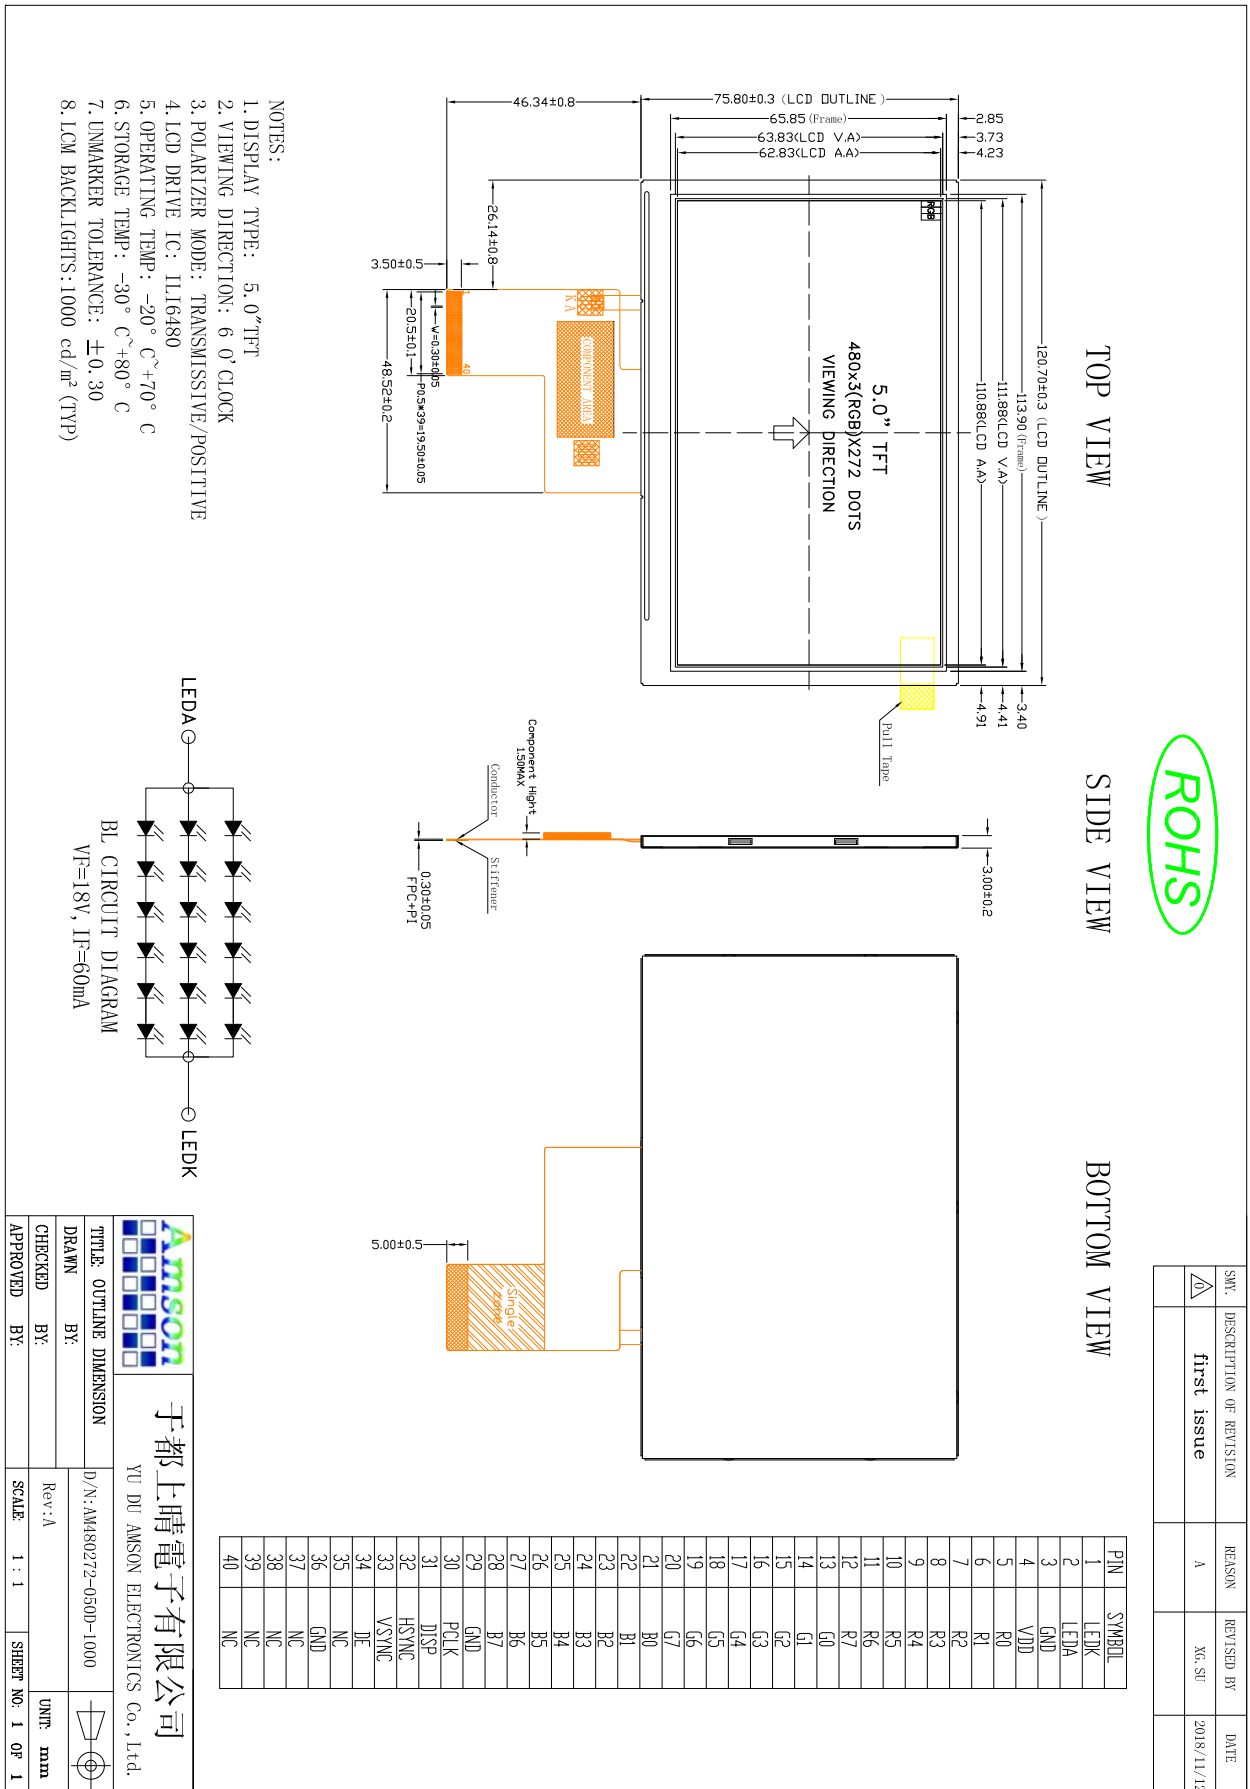 TOP VIEW
SIDE VIEW
BOTTOM VIEW
ROHS
SMY.
DESCRIPTION OF REVISION
REASON
REVISED BY
DATE
0
first issue
A
XG.SU
120.70±0.3 (LCD OUTLINE)
113.90 (Frame)
111.88(LCD V.A)
110.88(LCD A.A)
3.40
4.41
4.91
2.85
3.73
4.23
75.80±0.3 (LCD OUTLINE)
65.85 (Frame)
63.83(LCD V.A)
62.83(LCD A.A)
46.34±0.8
RGB
5.0” TFT
480x3(RGB)X272 DOTS
VIEWING DIRECTION
Pull Tape
26.14±0.8
3.50±0.5
K A
COMPONENT AREA
1
40
W=0.30±0.05
P0.5*39=19.50±0.05
20.5±0.1
48.52±0.2
3.00±0.2
Component Hight
1.50MAX
Conductor
Stiffener
0.30±0.05
FPC+PI
5.00±0.5
Single
zone
NOTES:
1. DISPLAY TYPE: 5.0"TFT
2. VIEWING DIRECTION: 6 O'CLOCK
3. POLARIZER MODE: TRANSMISSIVE/POSITIVE
4. LCD DRIVE IC: ILI6480
5. OPERATING TEMP: -20° C~+70° C
6. STORAGE TEMP: -30° C~+80° C
7. UNMARKER TOLERANCE: ±0.30
8. LCM BACKLIGHTS:1000 cd/m² (TYP)
LEDA
LEDK
BL CIRCUIT DIAGRAM
VF=18V, IF=60mA
PIN SYMBOL
1 LEDK
2 LEDA
3 GND
4 VDD
5 R0
6 R1
7 R2
8 R3
9 R4
10 R5
11 R6
12 R7
13 G0
14 G1
15 G2
16 G3
17 G4
18 G5
19 G6
20 G7
21 B0
22 B1
23 B2
24 B3
25 B4
26 B5
27 B6
28 B7
29 GND
30 PCLK
31 DISP
32 HSYNC
33 VSYNC
34 DE
35 NC
36 GND
37 NC
38 NC
39 NC
40 NC
Amson
于都上晴電子有限公司
YU DU AMSON ELECTRONICS Co.,Ltd.
TITLE: OUTLINE DIMENSION
D/N:AM480272-050D-1000
DRAWN BY:
CHECKED BY:
APPROVED BY:
Rev:A
UNIT: mm
SCALE: 1:1
SHEET NO: 1 OF 1